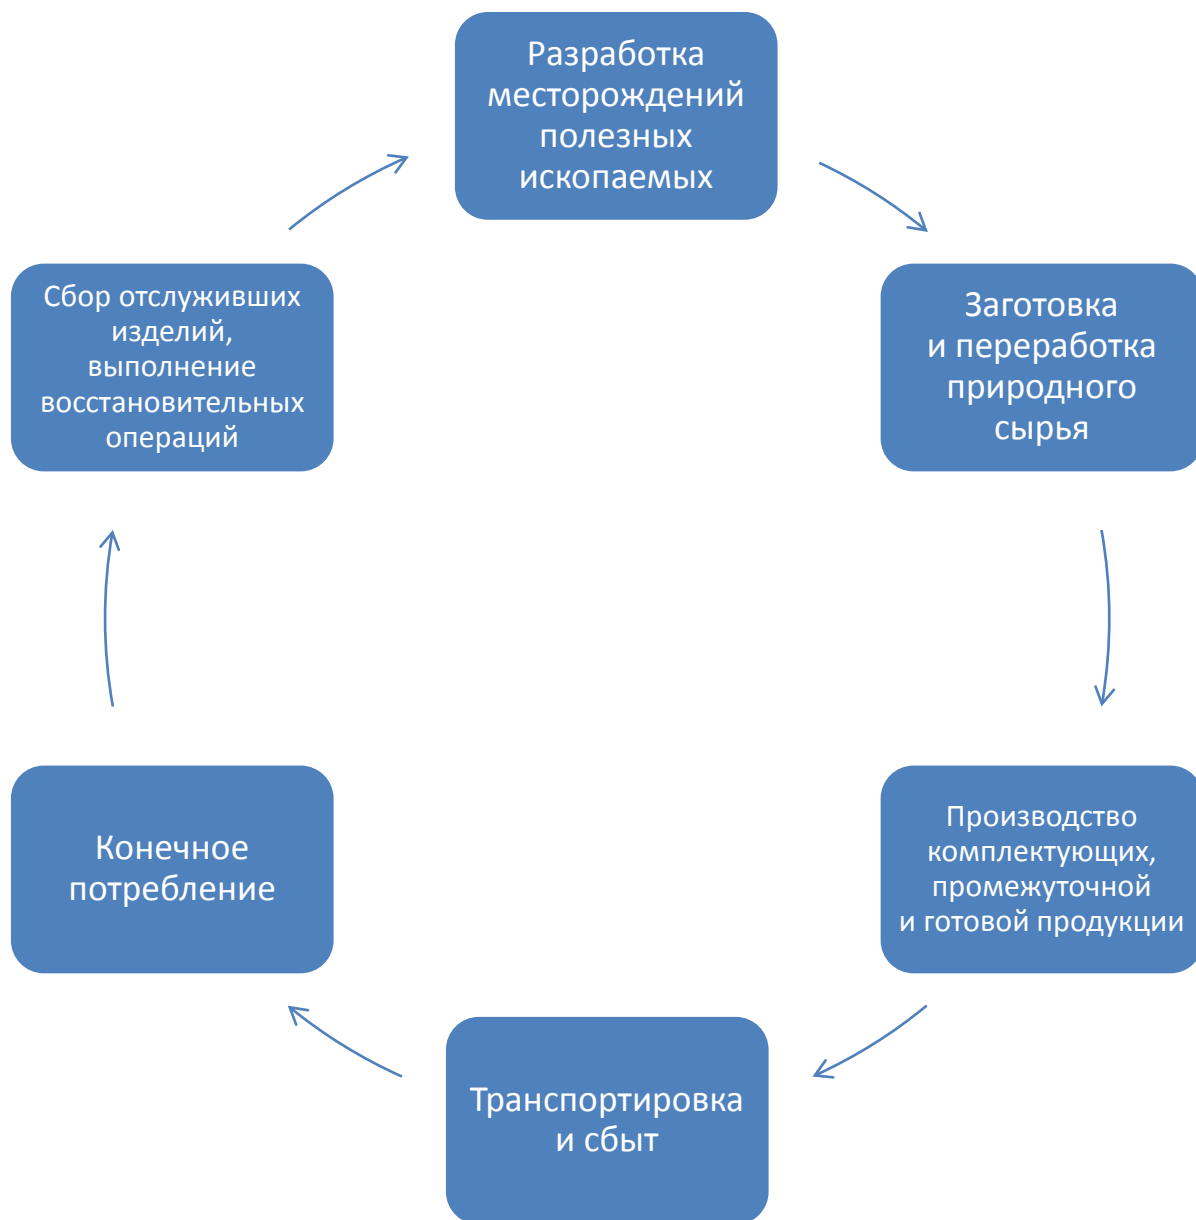 Разработка
месторождений
полезных
ископаемых
Заготовка
и переработка
природного
сырья
Производство
комплектующих,
промежуточной
и готовой продукции
Транспортировка
и сбыт
Конечное
потребление
Сбор отслуживших
изделий,
выполнение
восстановительных
операций